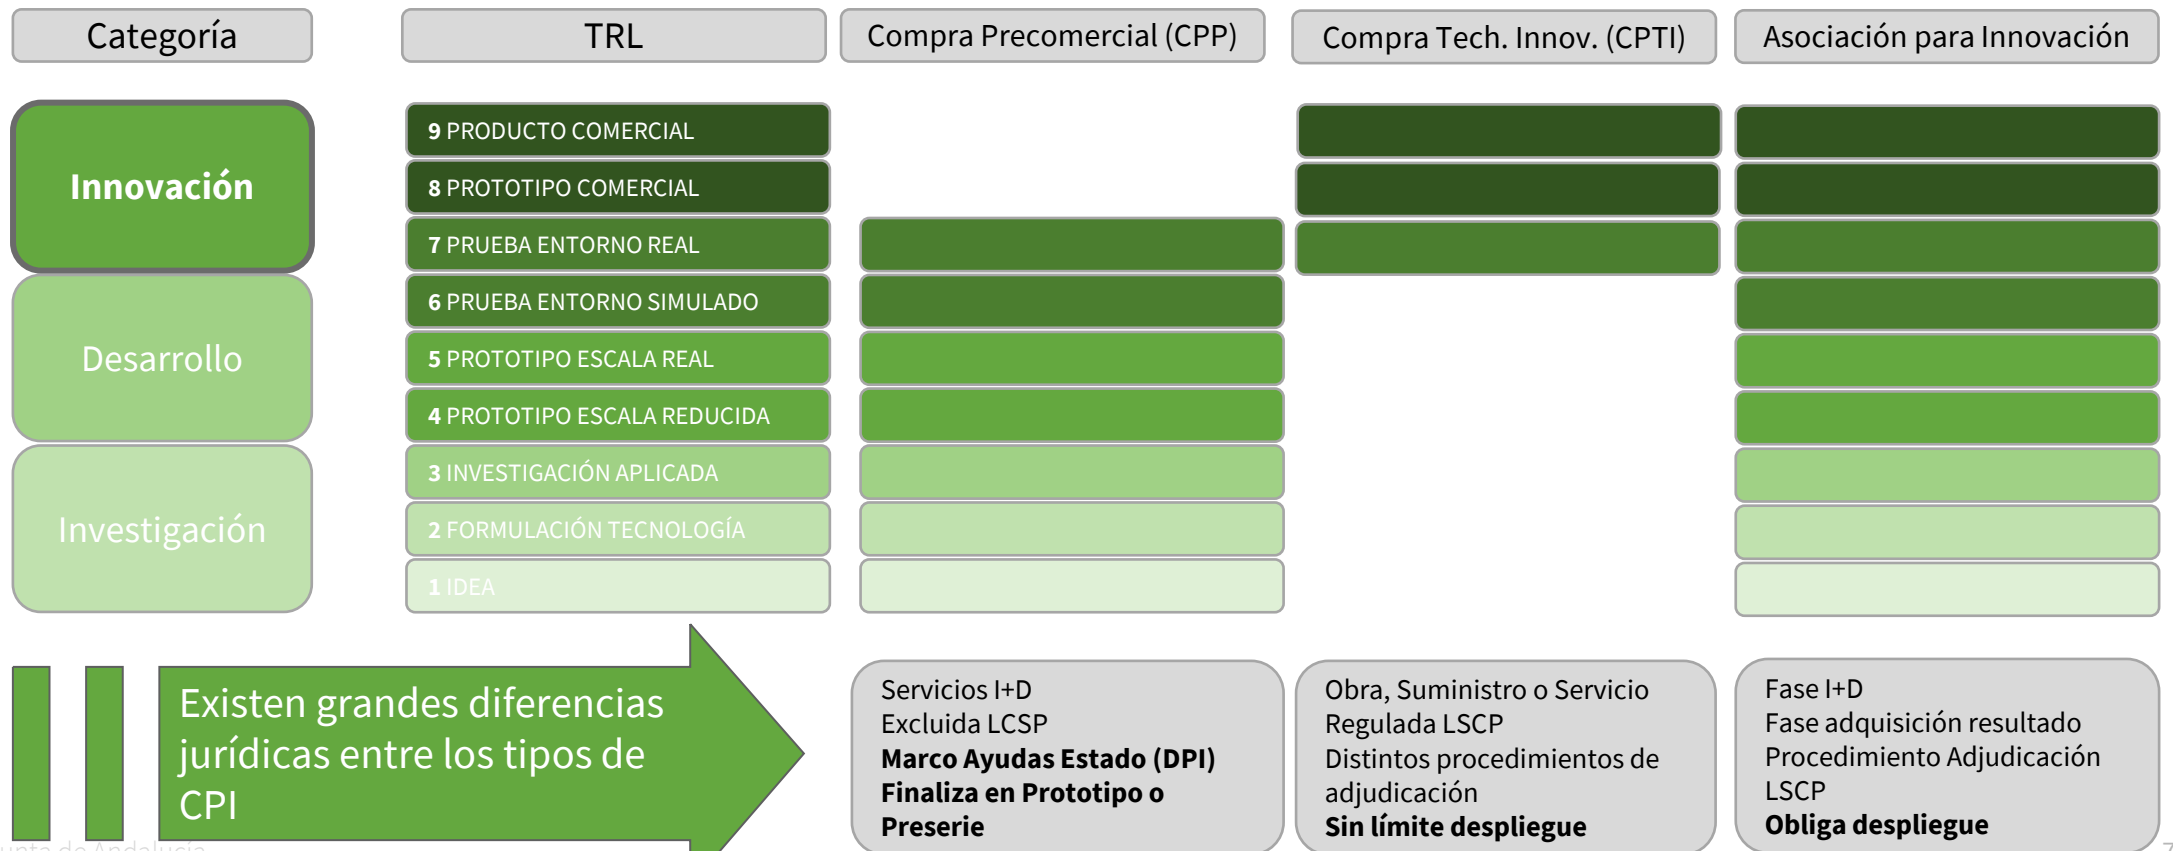 Categoría
TRL
Compra Precomercial (CPP)
Compra Tech. Innov. (CPTI)
Asociación para Innovación
Innovación
Desarrollo
Investigación
9 PRODUCTO COMERCIAL
8 PROTOTIPO COMERCIAL
7 PRUEBA ENTORNO REAL
6 PRUEBA ENTORNO SIMULADO
5 PROTOTIPO ESCALA REAL
4 PROTOTIPO ESCALA REDUCIDA
3 INVESTIGACIÓN APLICADA
2 FORMULACIÓN TECNOLOGÍA
1 IDEA
Existen grandes diferencias
jurídicas entre los tipos de
CPI
Servicios I+D
Excluida LCSP
Marco Ayudas Estado (DPI)
Finaliza en Prototipo o
Preserie
Obra, Suministro o Servicio
Regulada LSCP
Distintos procedimientos de
adjudicación
Sin límite despliegue
Fase I+D
Fase adquisición resultado
Procedimiento Adjudicación
LSCP
Obliga despliegue
de Andalucía
7